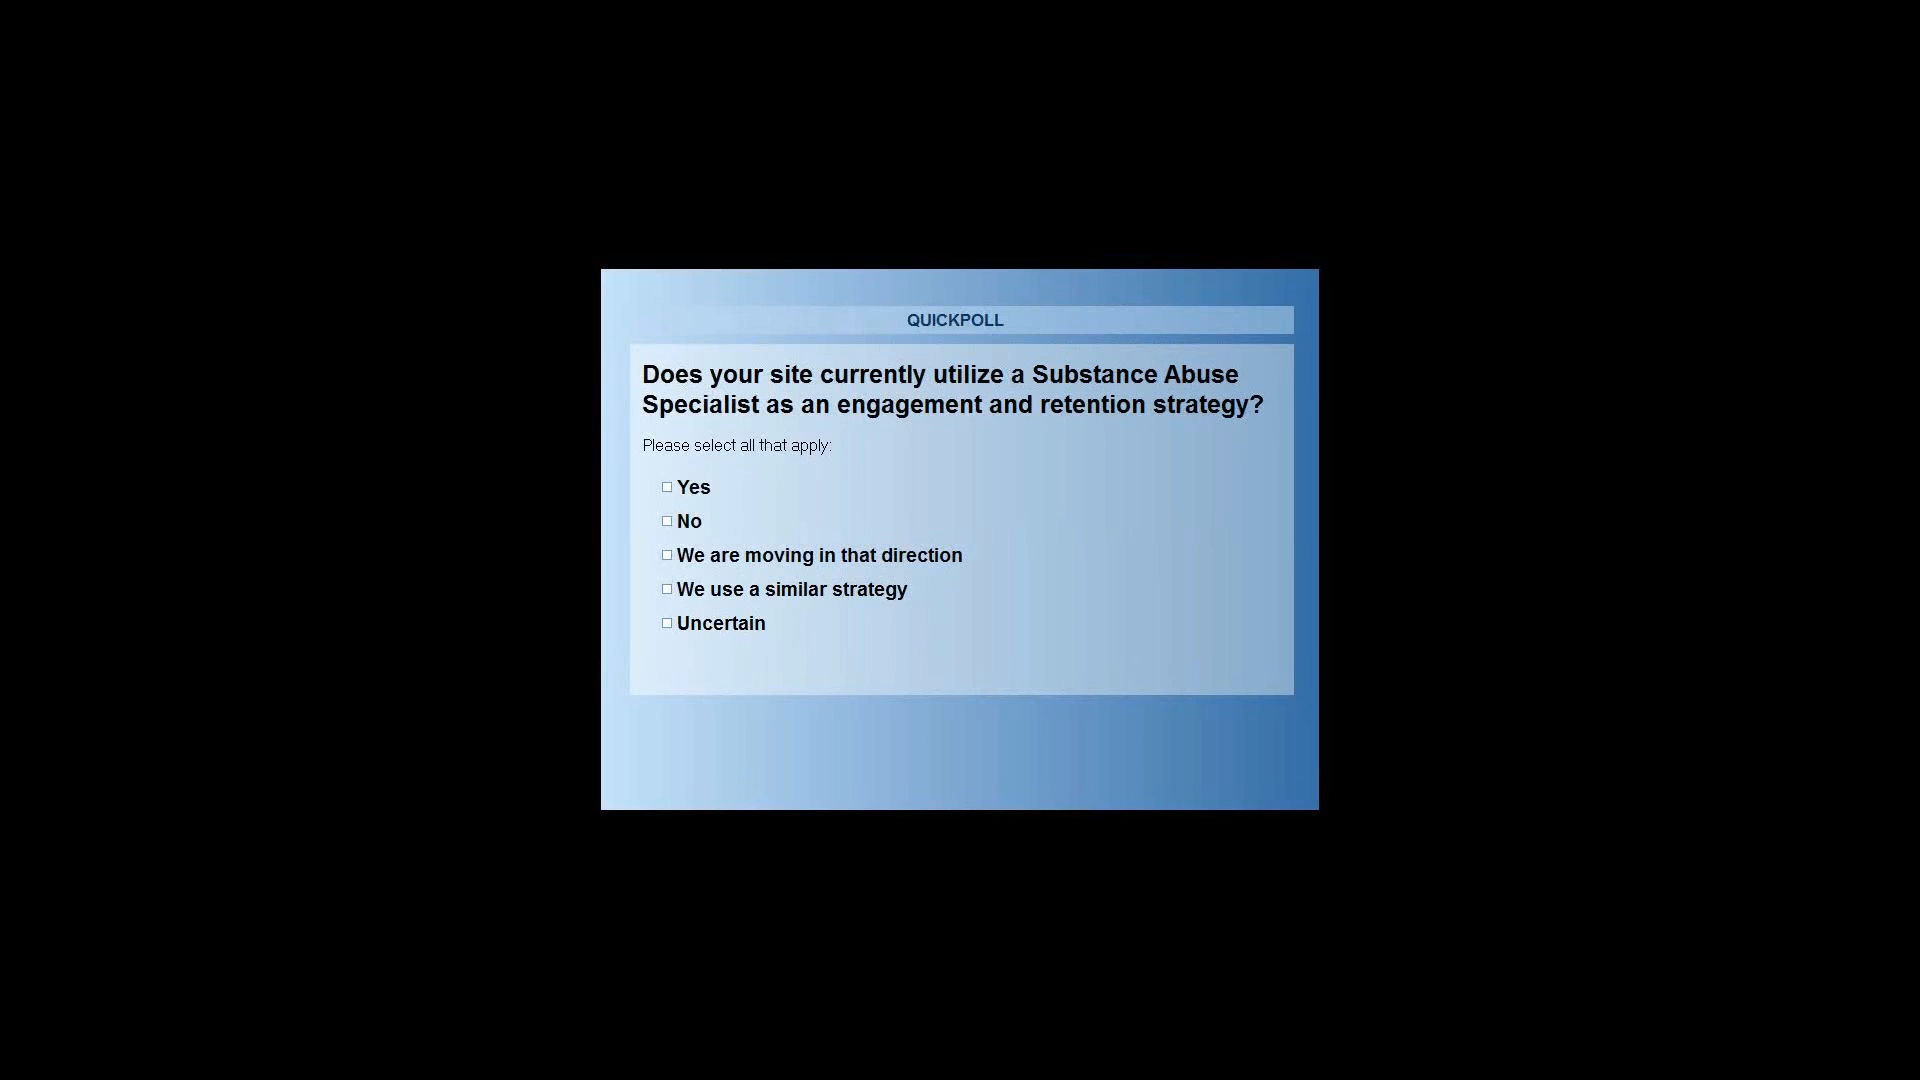 QUICKPOLL
Does your site currently utilize a Substance Abuse
Specialist as an engagement and retention strategy?
Please select all that apply:
Yes
No
We are moving in that direction
We use a similar strategy
Uncertain